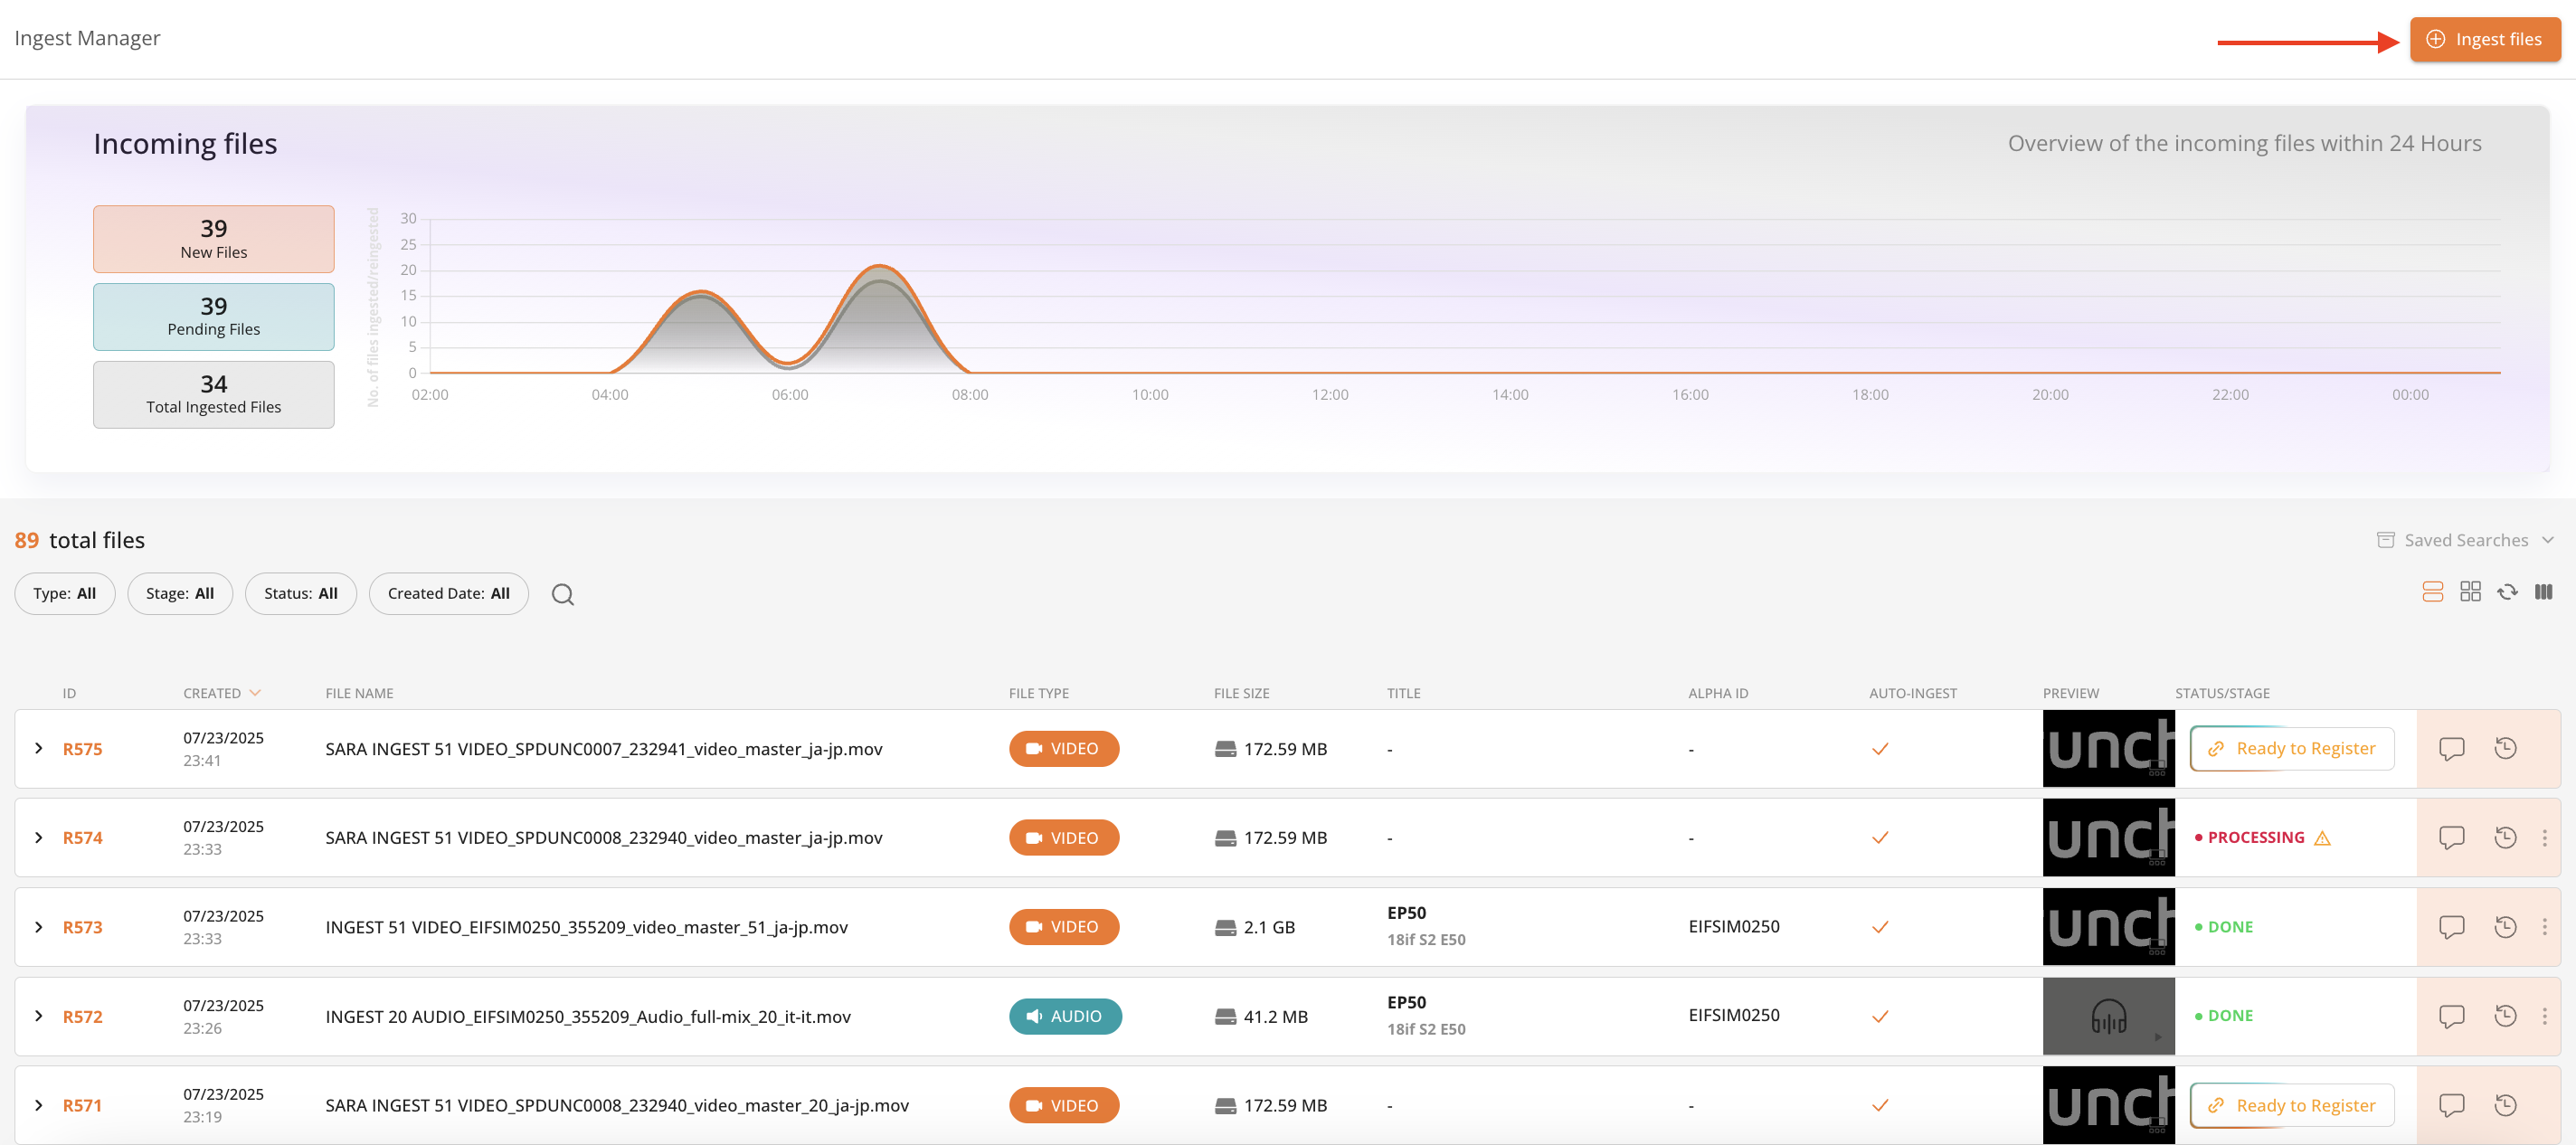 Ingest Manager
Ingest files
Incoming files
Overview of the incoming files within 24 Hours
39
New Files
39
Pending Files
34
Total Ingested Files
No. of files ingested/reingested
30
25
20
15
10
5
0
02:00 04:00 06:00 08:00 10:00 12:00 14:00 16:00 18:00 20:00 22:00 00:00
89 total files
Saved Searches
Type: All Stage: All Status: All Created Date: All
ID CREATED FILE NAME FILE TYPE FILE SIZE TITLE ALPHA ID AUTO-INGEST PREVIEW STATUS/STAGE
R575 07/23/2025 23:41 SARA INGEST 51 VIDEO_SPDUNC0007_232941_video_master_ja-jp.mov VIDEO 172.59 MB - - unch Ready to Register
R574 07/23/2025 23:33 SARA INGEST 51 VIDEO_SPDUNC0008_232940_video_master_ja-jp.mov VIDEO 172.59 MB - - unch PROCESSING
R573 07/23/2025 23:33 INGEST 51 VIDEO_EIFSIM0250_355209_video_master_51_ja-jp.mov VIDEO 2.1 GB EP50 18if S2 E50 EIFSIM0250 unch DONE
R572 07/23/2025 23:26 INGEST 20 AUDIO_EIFSIM0250_355209_Audio_full-mix_20_it-it.mov AUDIO 41.2 MB EP50 18if S2 E50 EIFSIM0250 DONE
R571 07/23/2025 23:19 SARA INGEST 51 VIDEO_SPDUNC0008_232940_video_master_20_ja-jp.mov VIDEO 172.59 MB - - unch Ready to Register